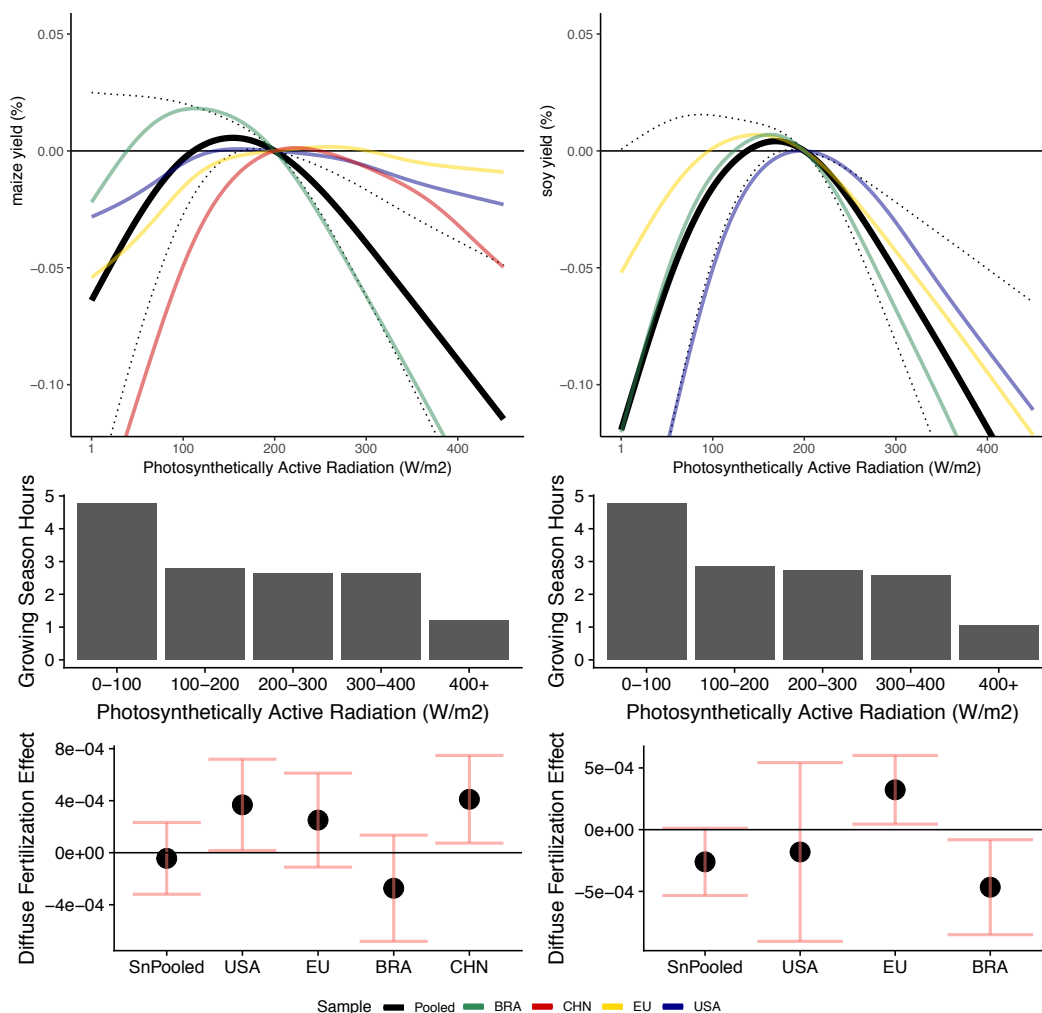 0.05
0.00
−0.05
−0.10
maize yield (%)
1 100 200 300 400
Photosynthetically Active Radiation (W/m2)
0.05
0.00
−0.05
−0.10
soy yield (%)
1 100 200 300 400
Photosynthetically Active Radiation (W/m2)
5
4
3
2
1
0
Growing Season Hours
0−100 100−200 200−300 300−400 400+
Photosynthetically Active Radiation (W/m2)
5
4
3
2
1
0
Growing Season Hours
0−100 100−200 200−300 300−400 400+
Photosynthetically Active Radiation (W/m2)
8e−04
4e−04
0e+00
−4e−04
Diffuse Fertilization Effect
SnPooled USA EU BRA CHN
5e−04
0e+00
−5e−04
Diffuse Fertilization Effect
SnPooled USA EU BRA
Sample Pooled BRA CHN EU USA